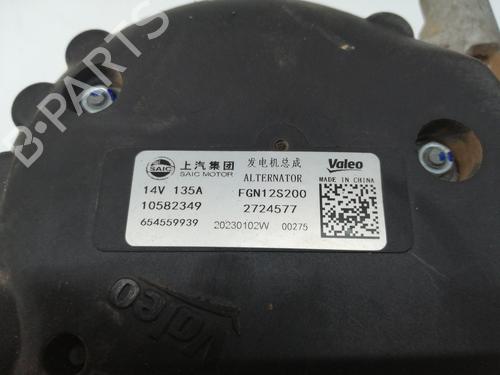 B-PARTS
SAIC 上汽集团
SAIC MOTOR
发电机总成
ALTERNATOR
Valeo
MADE IN CHINA
14V 135A
FGN12S200
10582349
2724577
654559939
20230102W 00275
Valeo